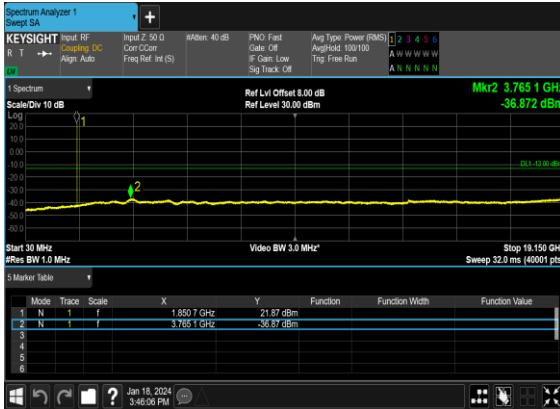 Spectrum Analyzer 1
Swept SA
KEYSIGHT Input: RF Input Z: 50 Ω #Atten: 40 dB PNO: Fast Avg Type: Power (RMS) 1 2 3 4 5 6
R T Coupling: DC Corr CCorr Gate: Off Avg|Hold: 100/100 A W W W W W
Align: Auto Freq Ref: Int (S) IF Gain: Low Trig: Free Run
Sig Track: Off A N N N N N
1 Spectrum Ref Lvl Offset 8.00 dB Mkr2 3.765 1 GHz
Scale/Div 10 dB Ref Level 30.00 dBm -36.872 dBm
Log
20.0 1
10.0
0.00
-10.0 DL1 -13.00 dBm
-20.0
-30.0 2
-40.0
-50.0
-60.0
Start 30 MHz Video BW 3.0 MHz* Stop 19.150 GHz
#Res BW 1.0 MHz Sweep 32.0 ms (40001 pts)
5 Marker Table
Mode Trace Scale X Y Function Function Width Function Value
1 N 1 f 1.850 7 GHz 21.87 dBm
2 N 1 f 3.765 1 GHz -36.87 dBm
3
4
5
6
? Jan 18, 2024
3:46:06 PM